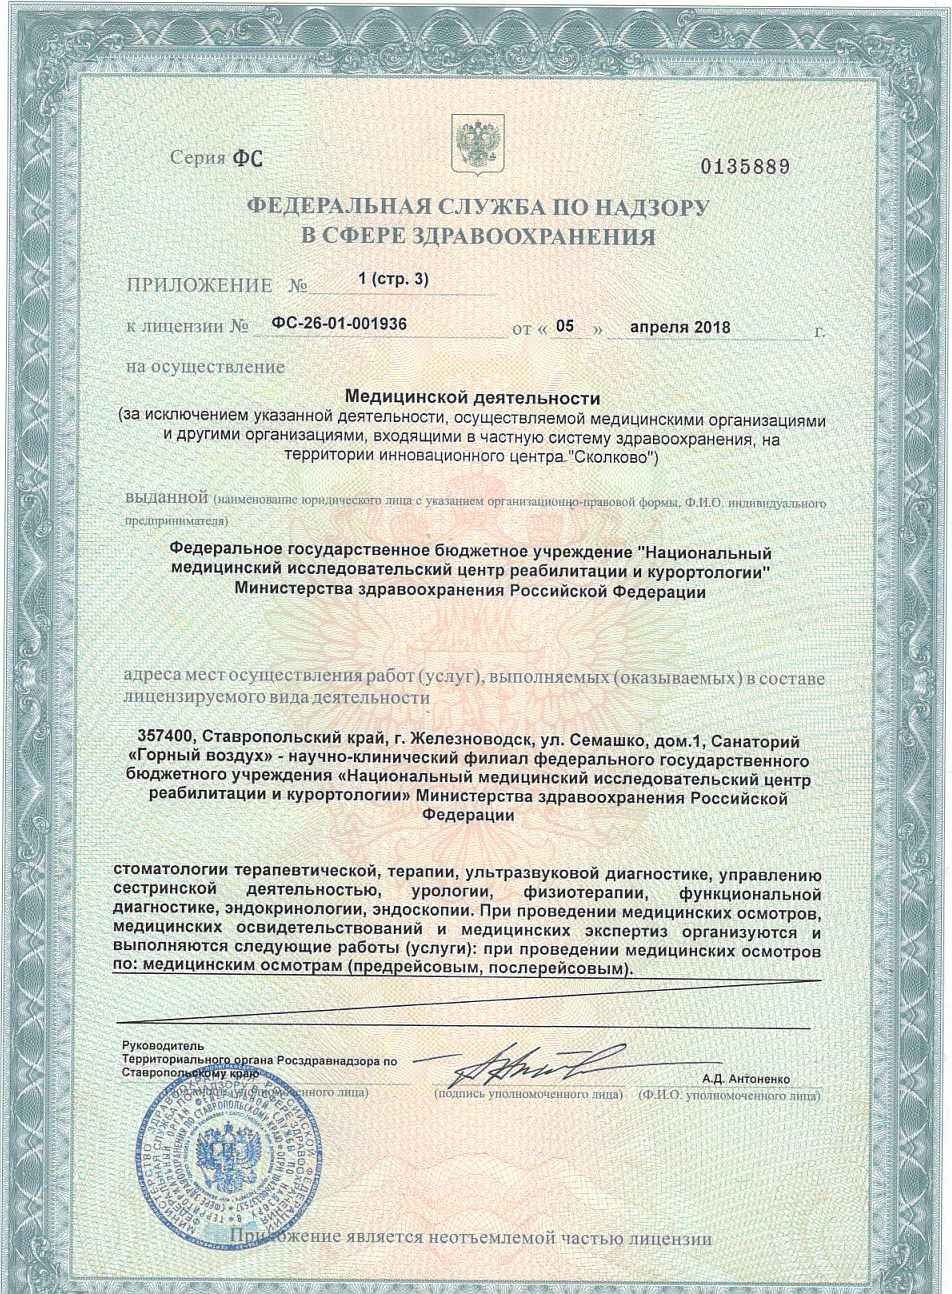 Серия ФС
0135889
ФЕДЕРАЛЬНАЯ СЛУЖБА ПО НАДЗОРУ
В СФЕРЕ ЗДРАВООХРАНЕНИЯ
ПРИЛОЖЕНИЕ № 1 (стр. 3)
к лицензии № ФС-26-01-001936 от « 05 » апреля 2018 г.
на осуществление
Медицинской деятельности
(за исключением указанной деятельности, осуществляемой медицинскими организациями
и другими организациями, входящими в частную систему здравоохранения, на
территории инновационного центра "Сколково")
выданной (наименование юридического лица с указанием организационно-правовой формы, Ф.И.О. индивидуального
предпринимателя)
Федеральное государственное бюджетное учреждение "Национальный
медицинский исследовательский центр реабилитации и курортологии"
Министерства здравоохранения Российской Федерации
адреса мест осуществления работ (услуг), выполняемых (оказываемых) в составе
лицензируемого вида деятельности
357400, Ставропольский край, г. Железноводск, ул. Семашко, дом.1, Санаторий
«Горный воздух» - научно-клинический филиал федерального государственного
бюджетного учреждения «Национальный медицинский исследовательский центр
реабилитации и курортологии» Министерства здравоохранения Российской
Федерации
стоматологии терапевтической, терапии, ультразвуковой диагностике, управлению
сестринской деятельностью, урологии, физиотерапии, функциональной
диагностике, эндокринологии, эндоскопии. При проведении медицинских осмотров,
медицинских освидетельствований и медицинских экспертиз организуются и
выполняются следующие работы (услуги): при проведении медицинских осмотров
по: медицинским осмотрам (предрейсовым, послерейсовым).
Руководитель
Территориального органа Росздравнадзора по
Ставропольскому краю
А.Д. Антоненко
уполномоченного лица)
(подпись уполномоченного лица)
(Ф.И.О. уполномоченного лица)
Приложение является неотъемлемой частью лицензии